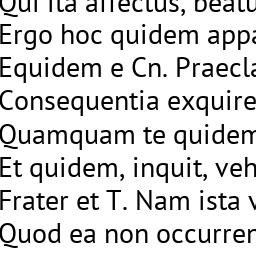 Qui ita affectus, beatu
Ergo hoc quidem appa
Equidem e Cn. Praecla
Consequentia exquire
Quamquam te quidem
Et quidem, inquit, veh
Frater et T. Nam ista v
Quod ea non occurren